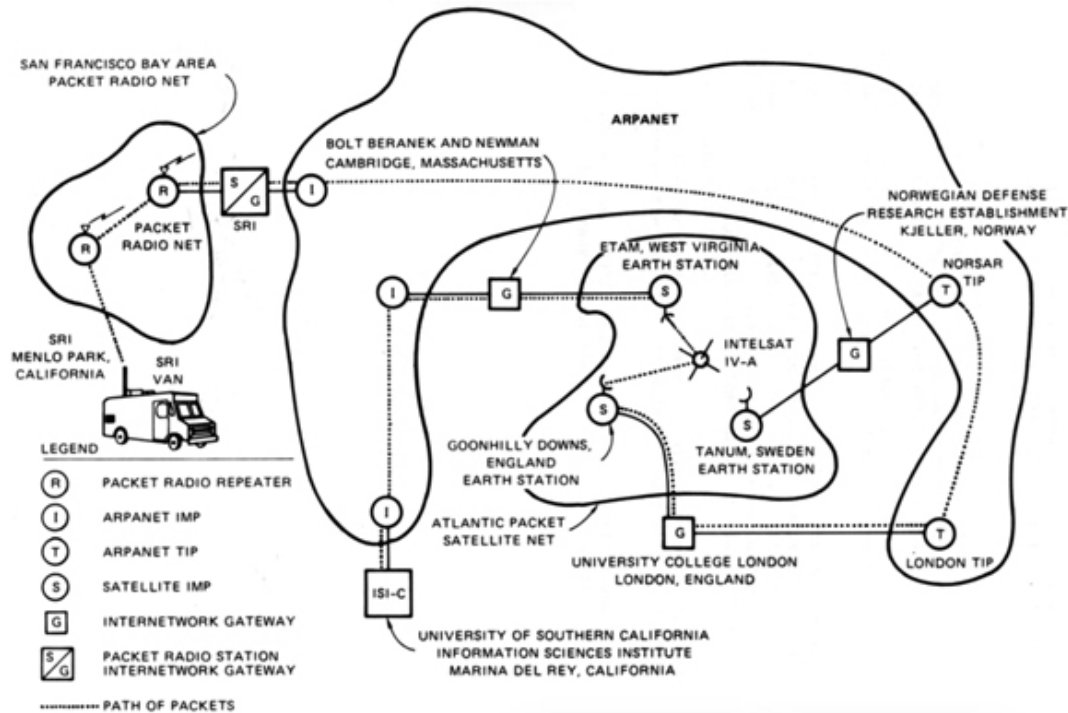 SAN FRANCISCO BAY AREA
PACKET RADIO NET
ARPANET
BOLT BERANEK AND NEWMAN
CAMBRIDGE, MASSACHUSETTS
NORWEGIAN DEFENSE
RESEARCH ESTABLISHMENT
KJELLER, NORWAY
R
S
G
I
PACKET
RADIO NET
SRI
R
ETAM, WEST VIRGINIA
EARTH STATION
NORSAR
TIP
I
G
S
T
SRI
MENLO PARK,
CALIFORNIA
SRI
VAN
INTELSAT
IV-A
G
S
S
GOONHILLY DOWNS,
ENGLAND
EARTH STATION
TANUM, SWEDEN
EARTH STATION
ATLANTIC PACKET
SATELLITE NET
I
G
T
UNIVERSITY COLLEGE LONDON
LONDON, ENGLAND
LONDON TIP
ISI-C
UNIVERSITY OF SOUTHERN CALIFORNIA
INFORMATION SCIENCES INSTITUTE
MARINA DEL REY, CALIFORNIA
LEGEND
R PACKET RADIO REPEATER
I ARPANET IMP
T ARPANET TIP
S SATELLITE IMP
G INTERNETWORK GATEWAY
S PACKET RADIO STATION
G INTERNETWORK GATEWAY
PATH OF PACKETS